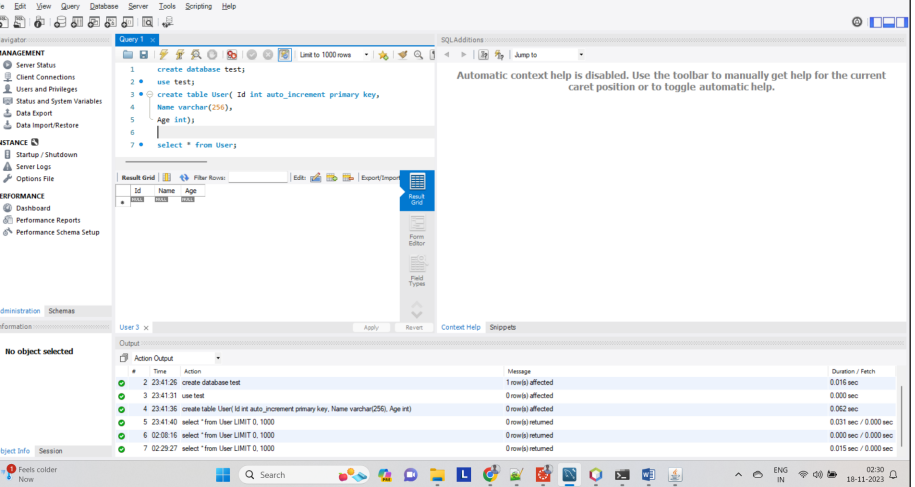 Edit View Query Database Server Tools Scripting Help
Query 1 ×
SQLAdditions
Limit to 1000 rows
Jump to
MANAGEMENT
Server Status
Client Connections
Users and Privileges
Status and System Variables
Data Export
Data Import/Restore
INSTANCE
Startup / Shutdown
Server Logs
Options File
PERFORMANCE
Dashboard
Performance Reports
Performance Schema Setup
Administration Schemas
Information
No object selected
Object Info Session
1 create database test;
2 use test;
3 create table User( Id int auto_increment primary key,
4 Name varchar(256),
5 Age int);
6
7 select * from User;
Result Grid Filter Rows: Edit: Export/Import
Id Name Age
NULL NULL NULL
Result Grid
Form Editor
Field Types
User 3 × Apply Revert
Automatic context help is disabled. Use the toolbar to manually get help for the current
caret position or to toggle automatic help.
Context Help Snippets
Output
Action Output
# Time Action Message Duration / Fetch
2 23:41:26 create database test 1 row(s) affected 0.016 sec
3 23:41:31 use test 0 row(s) affected 0.000 sec
4 23:41:36 create table User( Id int auto_increment primary key, Name varchar(256), Age int) 0 row(s) affected 0.062 sec
5 23:41:40 select * from User LIMIT 0, 1000 0 row(s) returned 0.031 sec / 0.000 sec
6 02:08:16 select * from User LIMIT 0, 1000 0 row(s) returned 0.000 sec / 0.000 sec
7 02:29:27 select * from User LIMIT 0, 1000 0 row(s) returned 0.015 sec / 0.000 sec
1 Feels colder
Now
Search
ENG
IN
02:30
18-11-2023